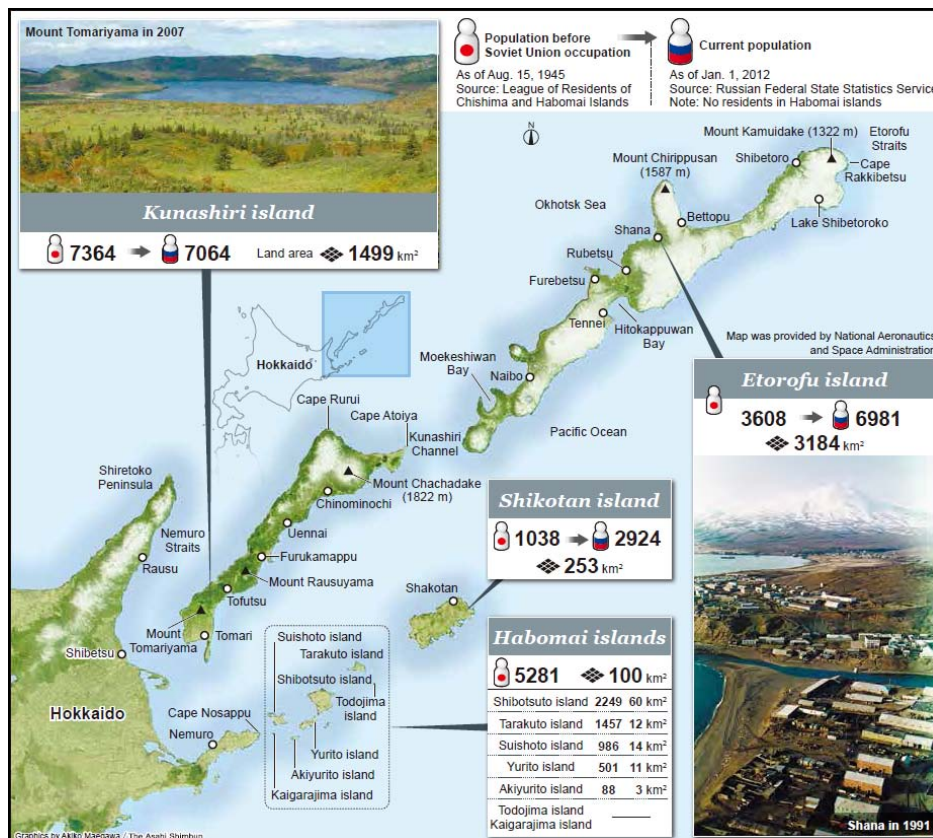 Mount Tomariyama in 2007
Kunashiri island
7364 7064 Land area 1499 km²
Population before
Soviet Union occupation
As of Aug. 15, 1945
Source: League of Residents of
Chishima and Habomai Islands
Current population
As of Jan. 1, 2012
Source: Russian Federal State Statistics Service
Note: No residents in Habomai islands
N
Mount Kamuidake (1322 m)
Etorofu
Straits
Shibetoro
Cape
Rakkibetsu
Mount Chirippusan
(1587 m)
Okhotsk Sea
Bettopu
Lake Shibetoroko
Shana
Rubetsu
Furebetsu
Tennei
Hitokappuwan
Bay
Map was provided by National Aeronautics
and Space Administration
Hokkaido
Moekeshiwan
Bay
Naibo
Pacific Ocean
Cape Rurui
Cape Atoiya
Kunashiri
Channel
Mount Chachadake
(1822 m)
Chinominochi
Shiretoko
Peninsula
Nemuro
Straits
Uennai
Rausu
Furukamappu
Mount Rausuyama
Tofutsu
Mount
Tomariyama
Tomari
Shibetsu
Hokkaido
Cape Nosappu
Nemuro
Shakotan
Suishoto island
Tarakuto island
Shibotsuto island
Todojima
island
Yurito island
Akiyurito island
Kaigarajima island
Etorofu island
3608 6981
3184 km²
Shikotan island
1038 2924
253 km²
Habomai islands
5281 100 km²
Shibotsuto island 2249 60 km²
Tarakuto island 1457 12 km²
Suishoto island 986 14 km²
Yurito island 501 11 km²
Akiyurito island 88 3 km²
Todojima island
Kaigarajima island
Shana in 1991
Graphics by Akiko Maegawa / The Asahi Shimbun